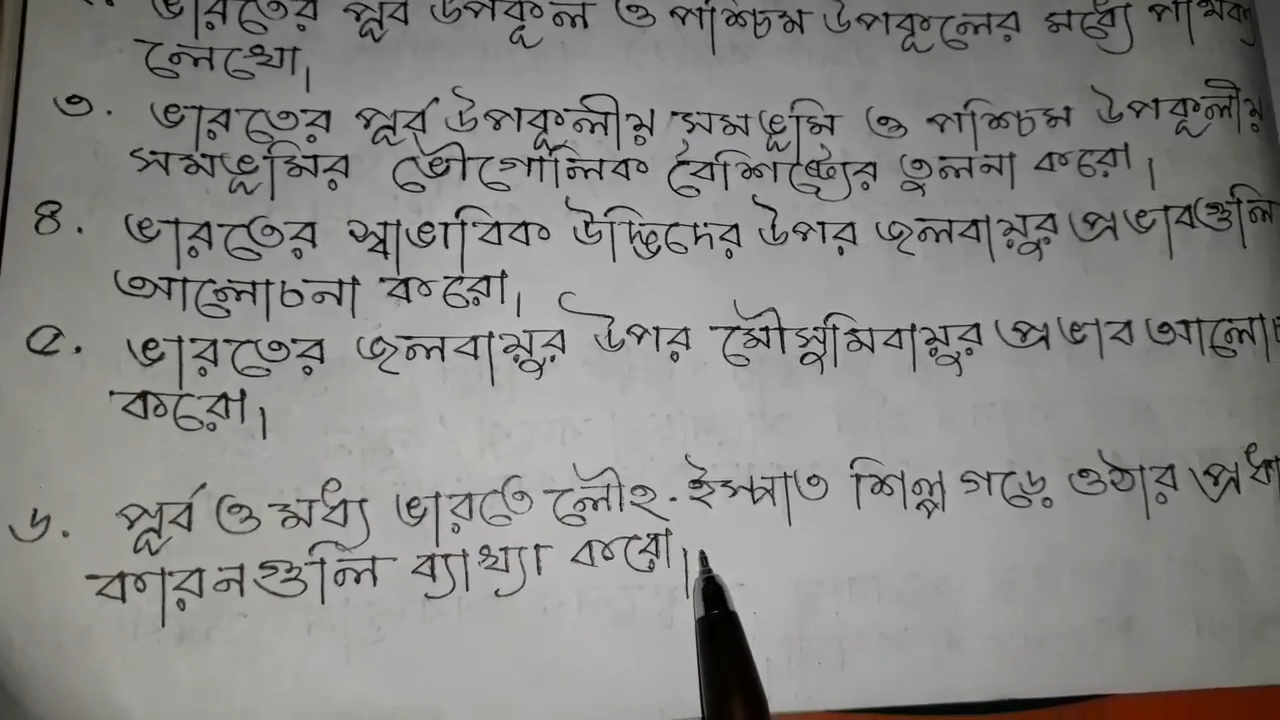 ভারতের পূর্ব উপকূল ও পশ্চিম উপকূলের মধ্যে পার্থক্য
লেখো।
৩. ভারতের পূর্ব উপকূলীয় সমভূমি ও পশ্চিম উপকূলীয়
সমভূমির ভৌগোলিক বৈশিষ্ট্যের তুলনা করো।
৪. ভারতের স্বাভাবিক উদ্ভিদের উপর জলবায়ুর প্রভাবগুলি
আলোচনা করো।
৫. ভারতের জলবায়ুর উপর মৌসুমিবায়ুর প্রভাব আলো
করো।
৬. পূর্ব ও মধ্য ভারতে লৌহ-ইস্পাত শিল্প গড়ে ওঠার প্রধা
কারনগুলি ব্যাখ্যা করো।